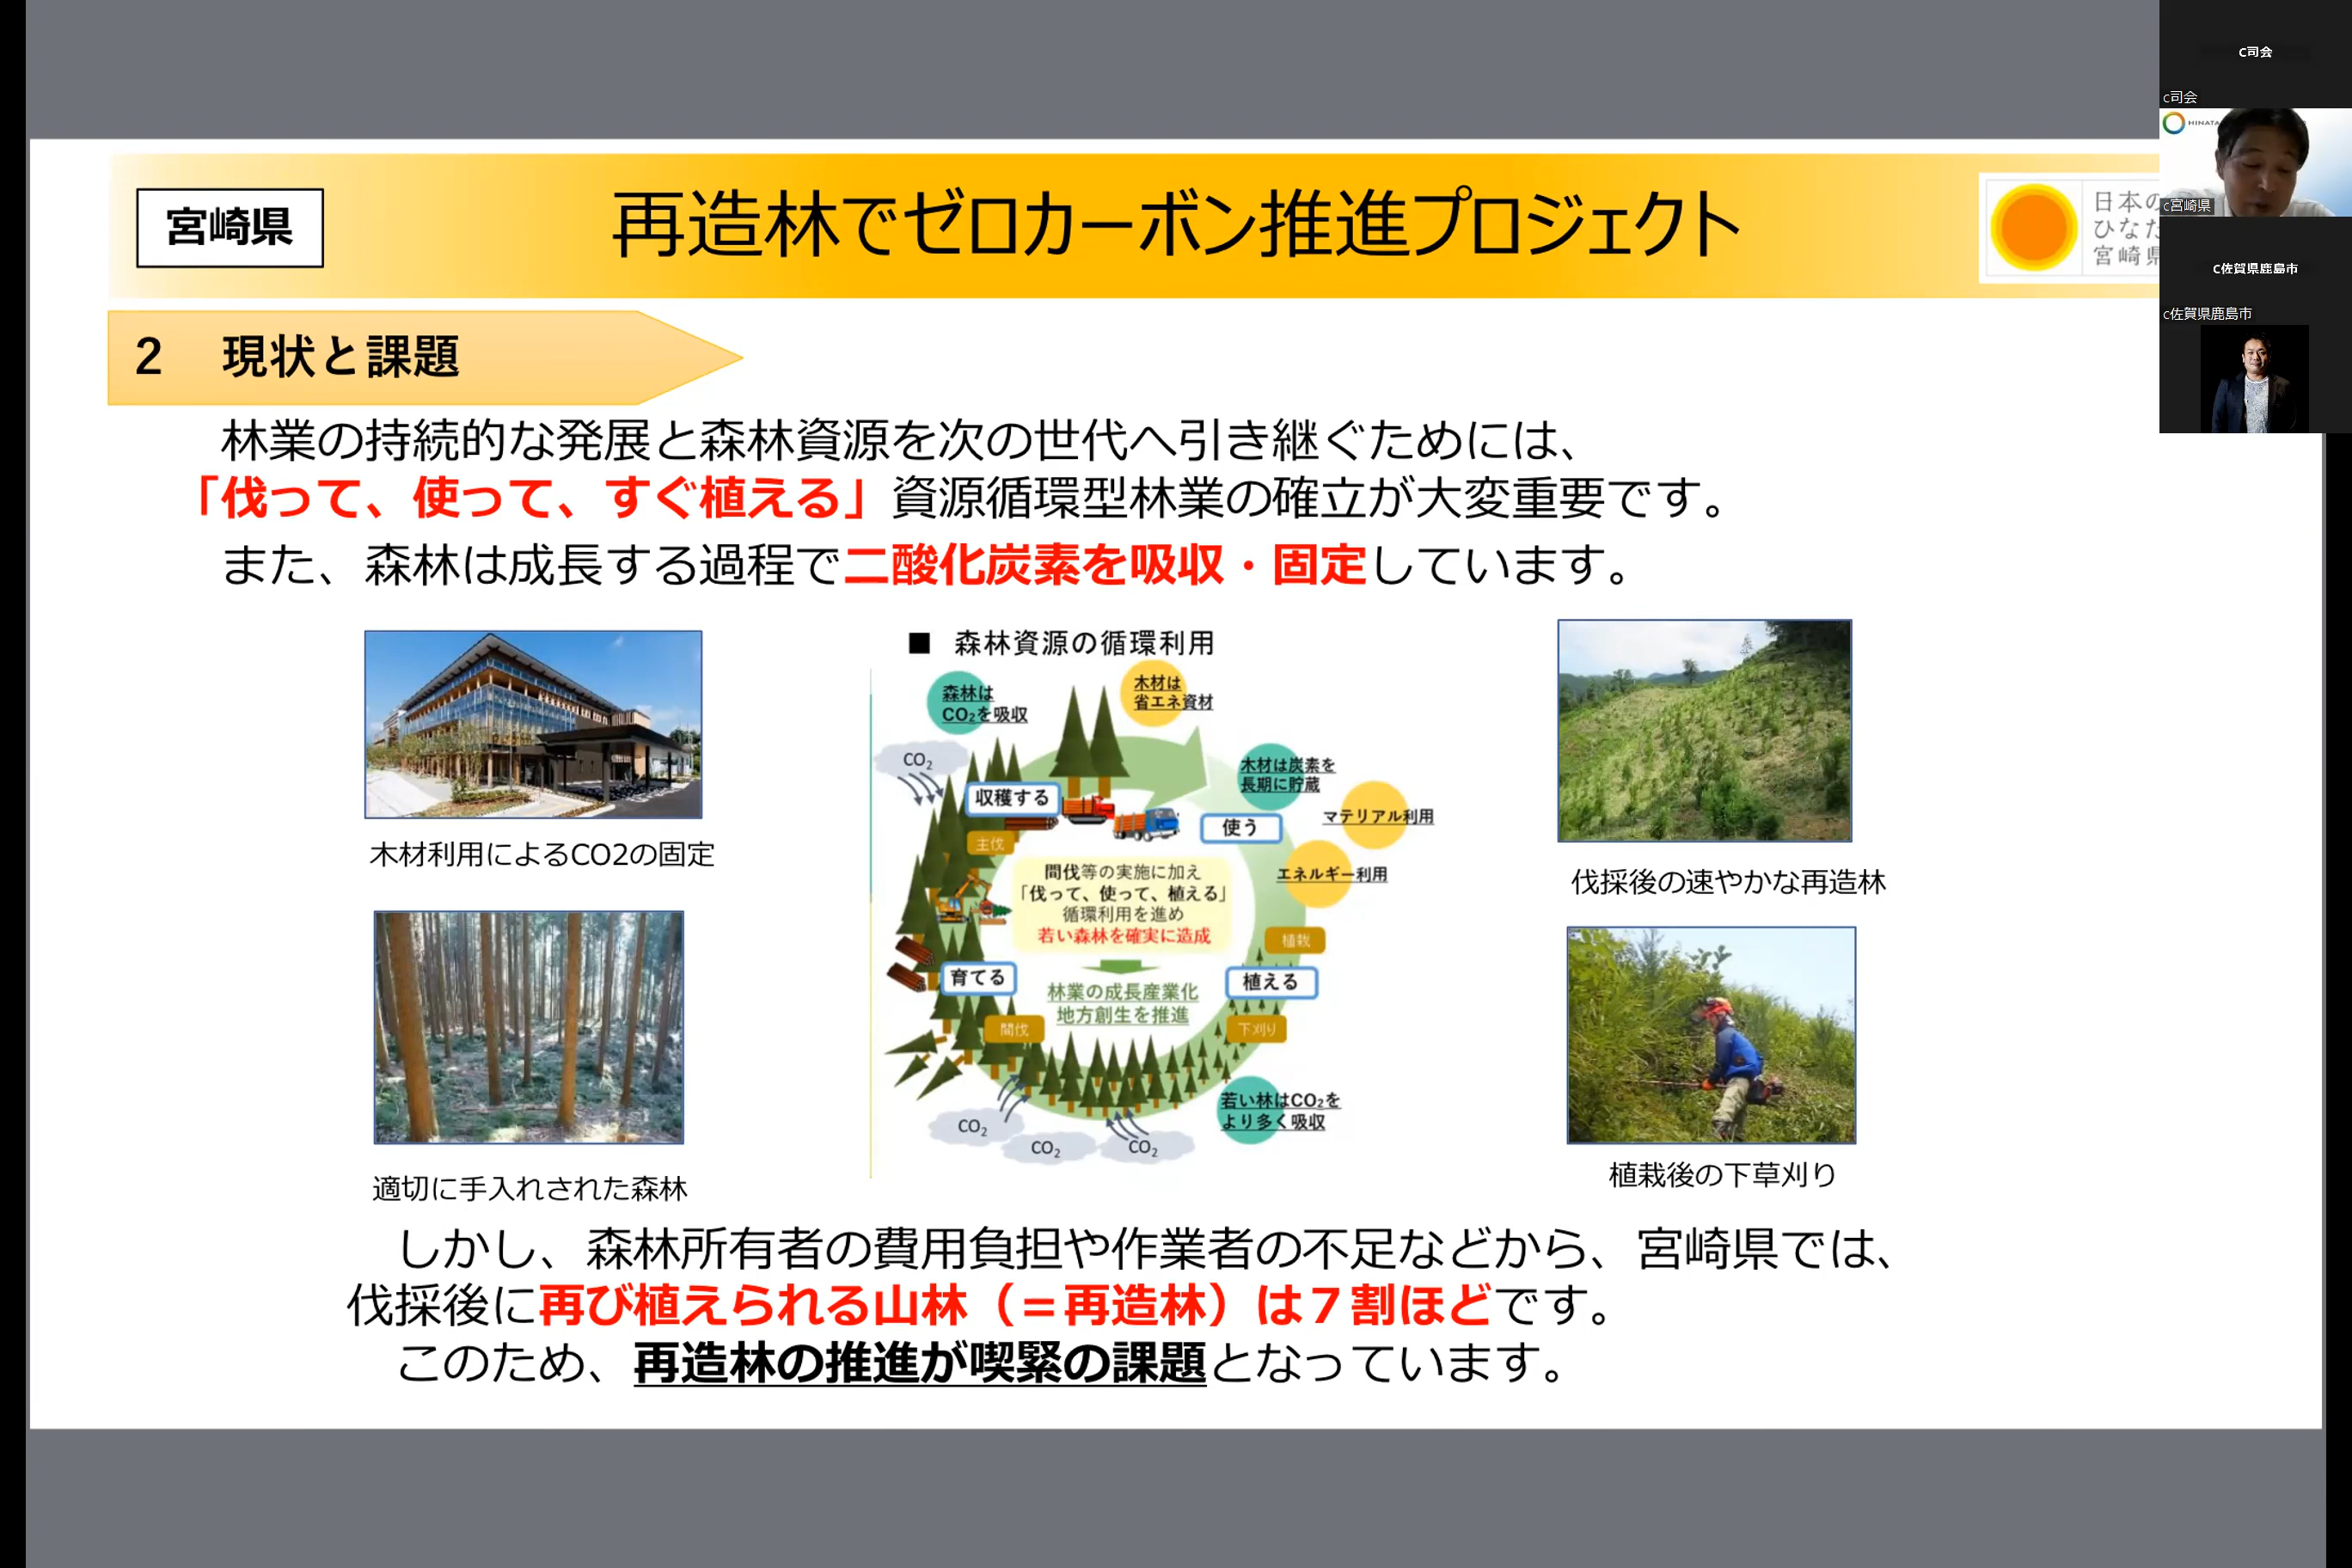 宮崎県
再造林でゼロカーボン推進プロジェクト
日本の
ひなた
宮崎県
C司会
c司会
HINATA
c宮崎県
C佐賀県鹿島市
c佐賀県鹿島市
2 現状と課題
林業の持続的な発展と森林資源を次の世代へ引き継ぐためには、
「伐って、使って、すぐ植える」資源循環型林業の確立が大変重要です。
また、森林は成長する過程で二酸化炭素を吸収・固定しています。
木材利用によるCO2の固定
適切に手入れされた森林
■ 森林資源の循環利用
森林は
CO₂を吸収
木材は
省エネ資材
CO₂
収穫する
主伐
木材は炭素を
長期に貯蔵
使う
マテリアル利用
エネルギー利用
間伐等の実施に加え
「伐って、使って、植える」
循環利用を進め
若い森林を確実に造成
林業の成長産業化
地方創生を推進
植栽
植える
下刈り
育てる
間伐
若い林はCO₂を
より多く吸収
CO₂
CO₂
CO₂
伐採後の速やかな再造林
植栽後の下草刈り
しかし、森林所有者の費用負担や作業者の不足などから、宮崎県では、
伐採後に再び植えられる山林（＝再造林）は７割ほどです。
このため、再造林の推進が喫緊の課題となっています。